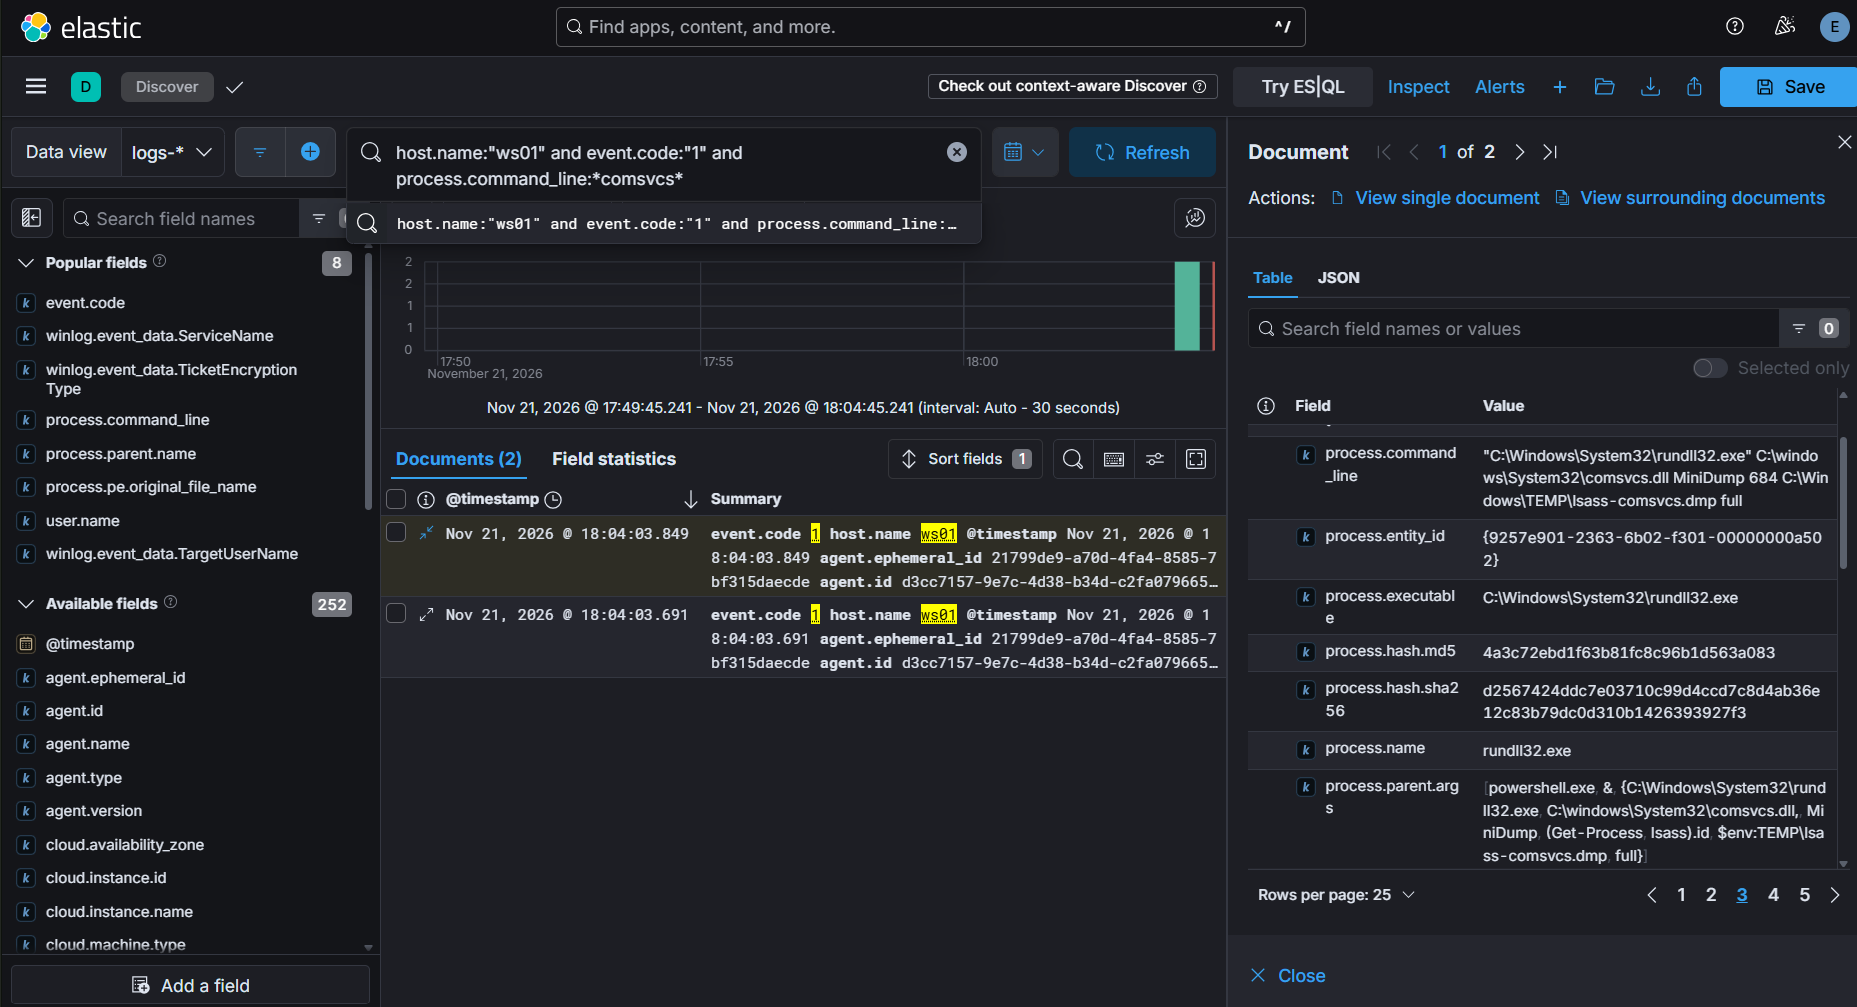 elastic
Find apps, content, and more.
^/
E
D
Discover
Check out context-aware Discover
Try ES|QL
Inspect
Alerts
Save
Data view
logs-*
host.name:"ws01" and event.code:"1" and
process.command_line:*comsvcs*
Refresh
host.name:"ws01" and event.code:"1" and process.command_line:…
Search field names
Popular fields
8
event.code
winlog.event_data.ServiceName
winlog.event_data.TicketEncryption
Type
process.command_line
process.parent.name
process.pe.original_file_name
user.name
winlog.event_data.TargetUserName
Available fields
252
@timestamp
agent.ephemeral_id
agent.id
agent.name
agent.type
agent.version
cloud.availability_zone
cloud.instance.id
cloud.instance.name
cloud.machine.type
Add a field
2
2
1
1
0
17:50
17:55
18:00
November 21, 2026
Nov 21, 2026 @ 17:49:45.241 - Nov 21, 2026 @ 18:04:45.241 (interval: Auto - 30 seconds)
Documents (2)
Field statistics
Sort fields
1
@timestamp
Summary
Nov 21, 2026 @ 18:04:03.849
event.code 1 host.name ws01 @timestamp Nov 21, 2026 @ 1
8:04:03.849 agent.ephemeral_id 21799de9-a70d-4fa4-8585-7
bf315daecde agent.id d3cc7157-9e7c-4d38-b34d-c2fa079665…
Nov 21, 2026 @ 18:04:03.691
event.code 1 host.name ws01 @timestamp Nov 21, 2026 @ 1
8:04:03.691 agent.ephemeral_id 21799de9-a70d-4fa4-8585-7
bf315daecde agent.id d3cc7157-9e7c-4d38-b34d-c2fa079665…
Document
1 of 2
Actions:
View single document
View surrounding documents
Table
JSON
Search field names or values
0
Selected only
Field
Value
process.command
_line
"C:\Windows\System32\rundll32.exe" C:\windo
ws\System32\comsvcs.dll MiniDump 684 C:\Win
dows\TEMP\lsass-comsvcs.dmp full
process.entity_id
{9257e901-2363-6b02-f301-00000000a50
2}
process.executabl
e
C:\Windows\System32\rundll32.exe
process.hash.md5
4a3c72ebd1f63b81fc8c96b1d563a083
process.hash.sha2
56
d2567424ddc7e03710c99d4ccd7c8d4ab36e
12c83b79dc0d310b1426393927f3
process.name
rundll32.exe
process.parent.arg
s
[powershell.exe, &, {C:\Windows\System32\rund
ll32.exe, C:\windows\System32\comsvcs.dll,, Mi
niDump, (Get-Process, lsass).id, $env:TEMP\lsa
ss-comsvcs.dmp, full}]
Rows per page: 25
1
2
3
4
5
Close